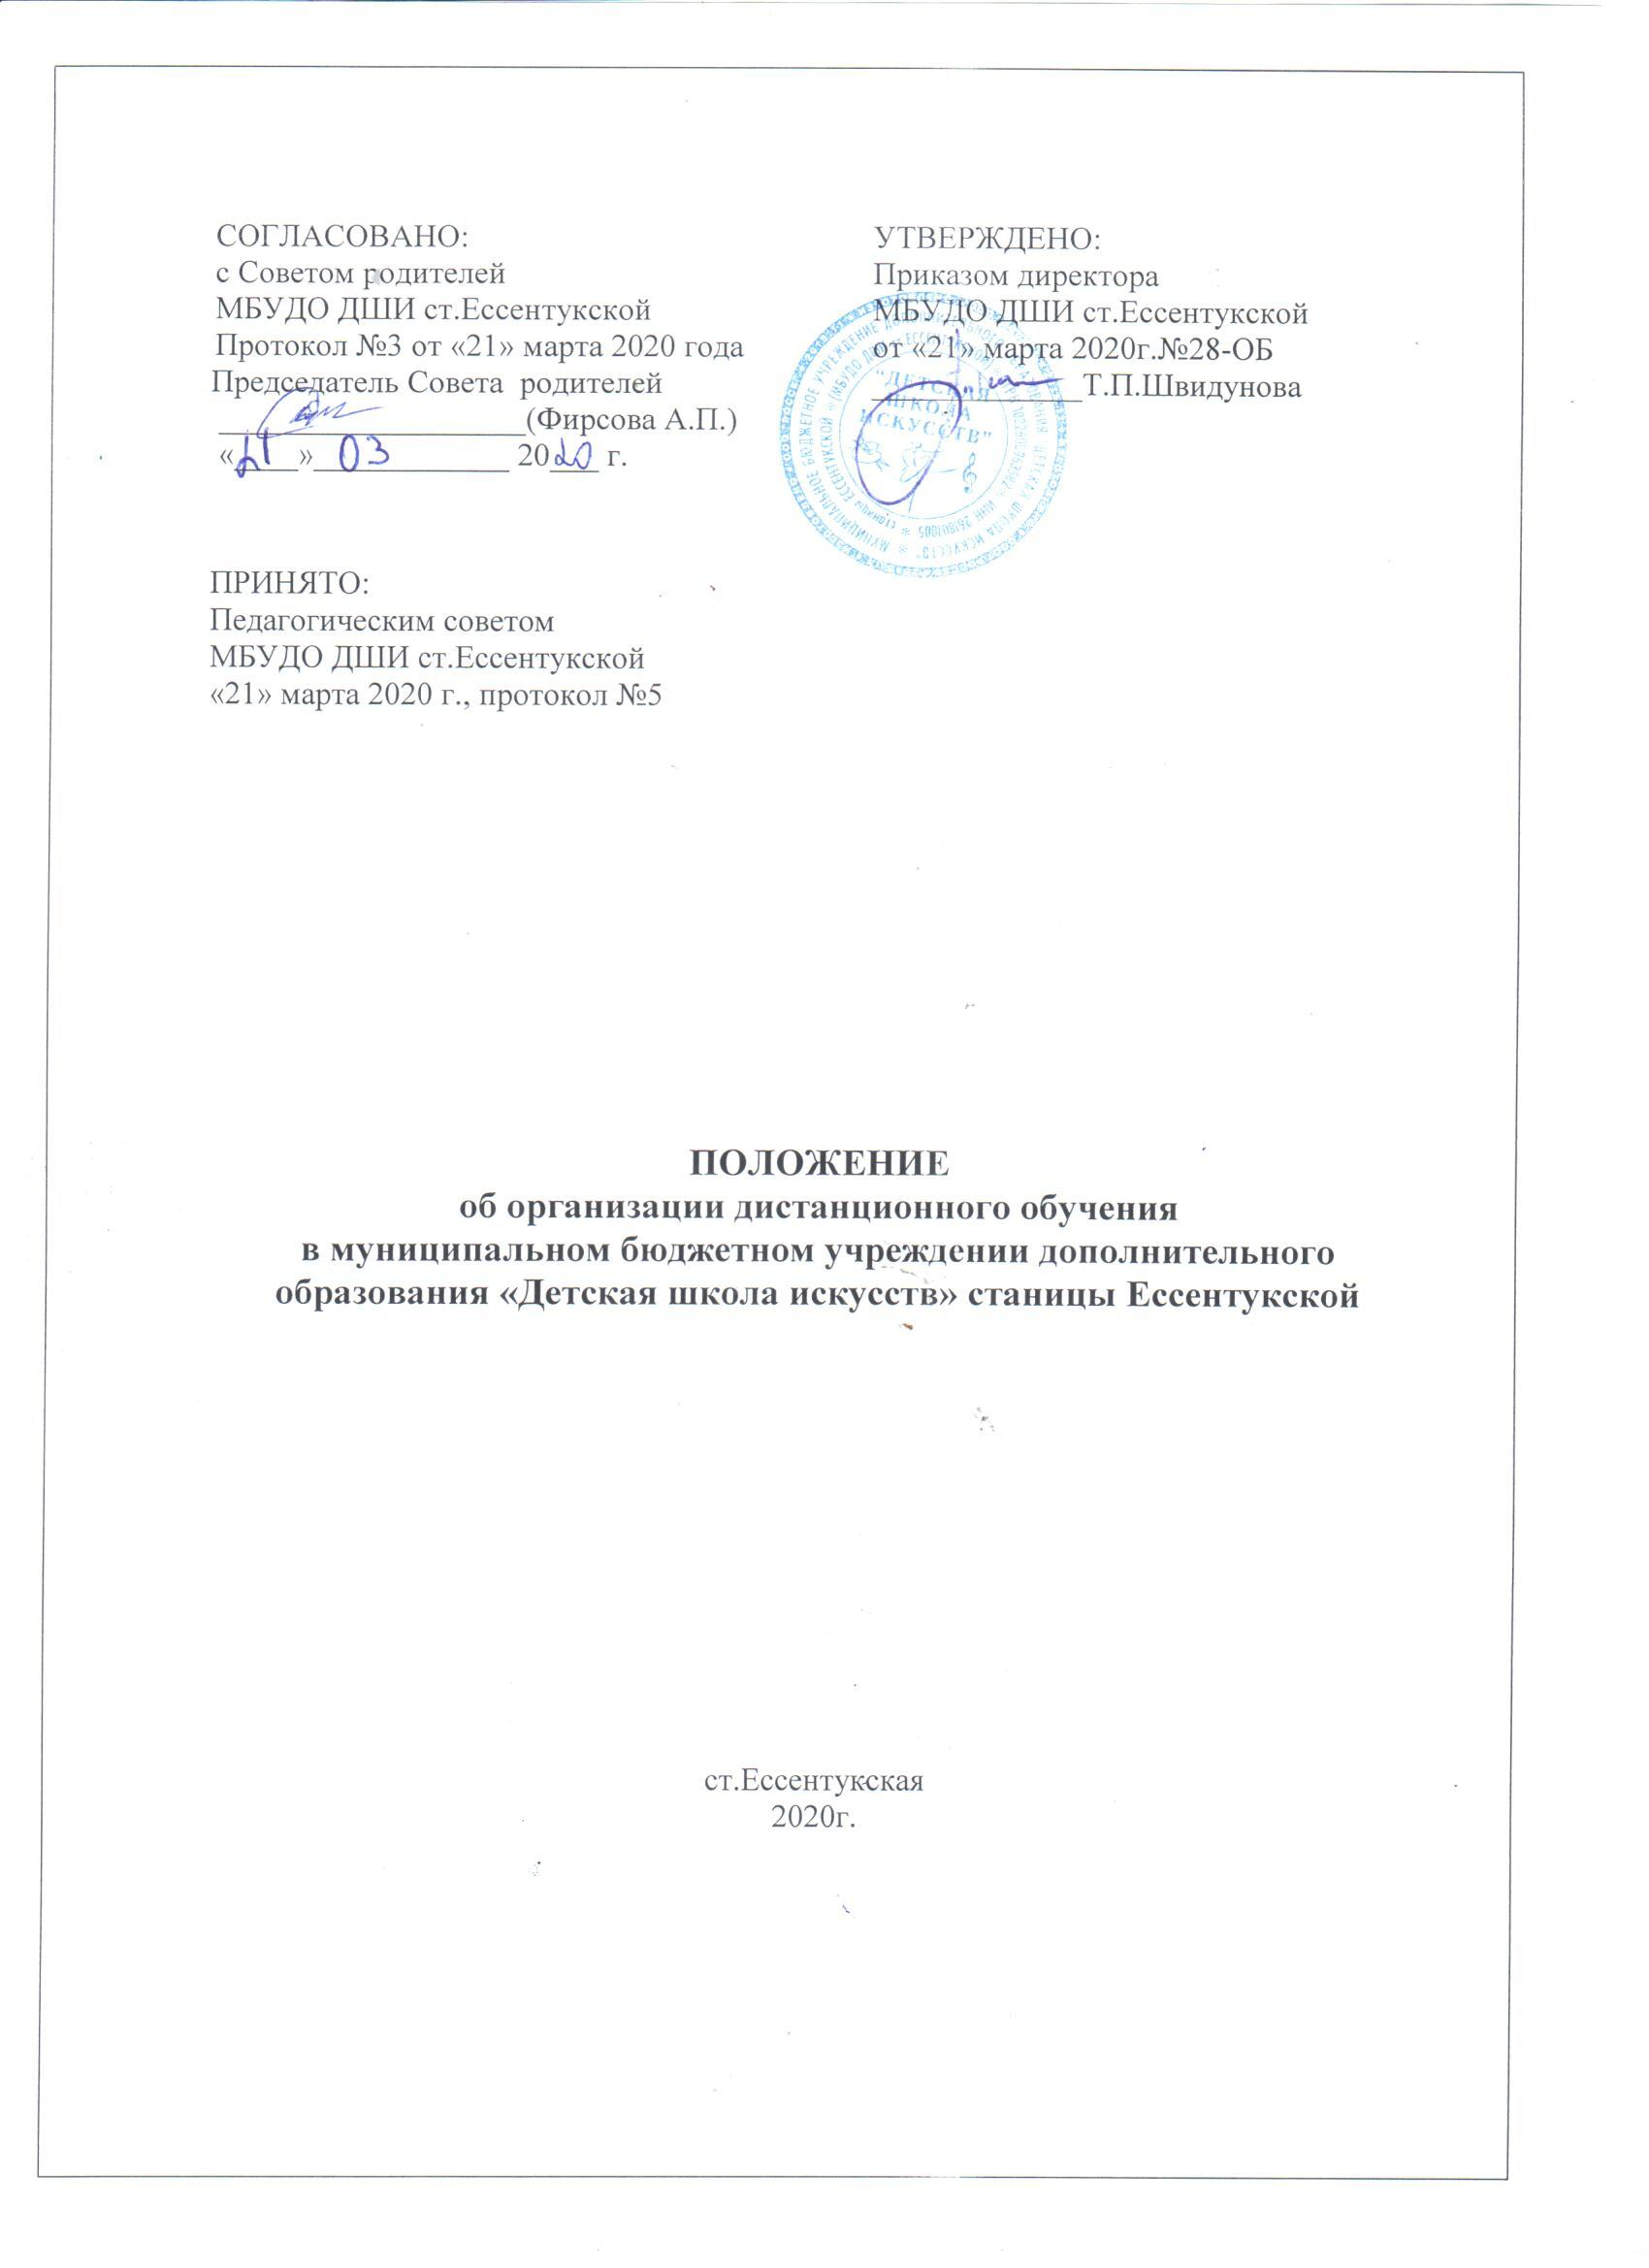 СОГЛАСОВАНО:
с Советом родителей
МБУДО ДШИ ст.Ессентукской
Протокол №3 от «21» марта 2020 года
Председатель Совета родителей
(Фирсова А.П.)
«21» 03 2020 г.
УТВЕРЖДЕНО:
Приказом директора
МБУДО ДШИ ст.Ессентукской
от «21» марта 2020г.№28-ОБ
Т.П.Швидунова
"ДЕТСКАЯ
ШКОЛА
ИСКУССТВ"
ПРИНЯТО:
Педагогическим советом
МБУДО ДШИ ст.Ессентукской
«21» марта 2020 г., протокол №5
ПОЛОЖЕНИЕ
об организации дистанционного обучения
в муниципальном бюджетном учреждении дополнительного
образования «Детская школа искусств» станицы Ессентукской
ст.Ессентукская
2020г.